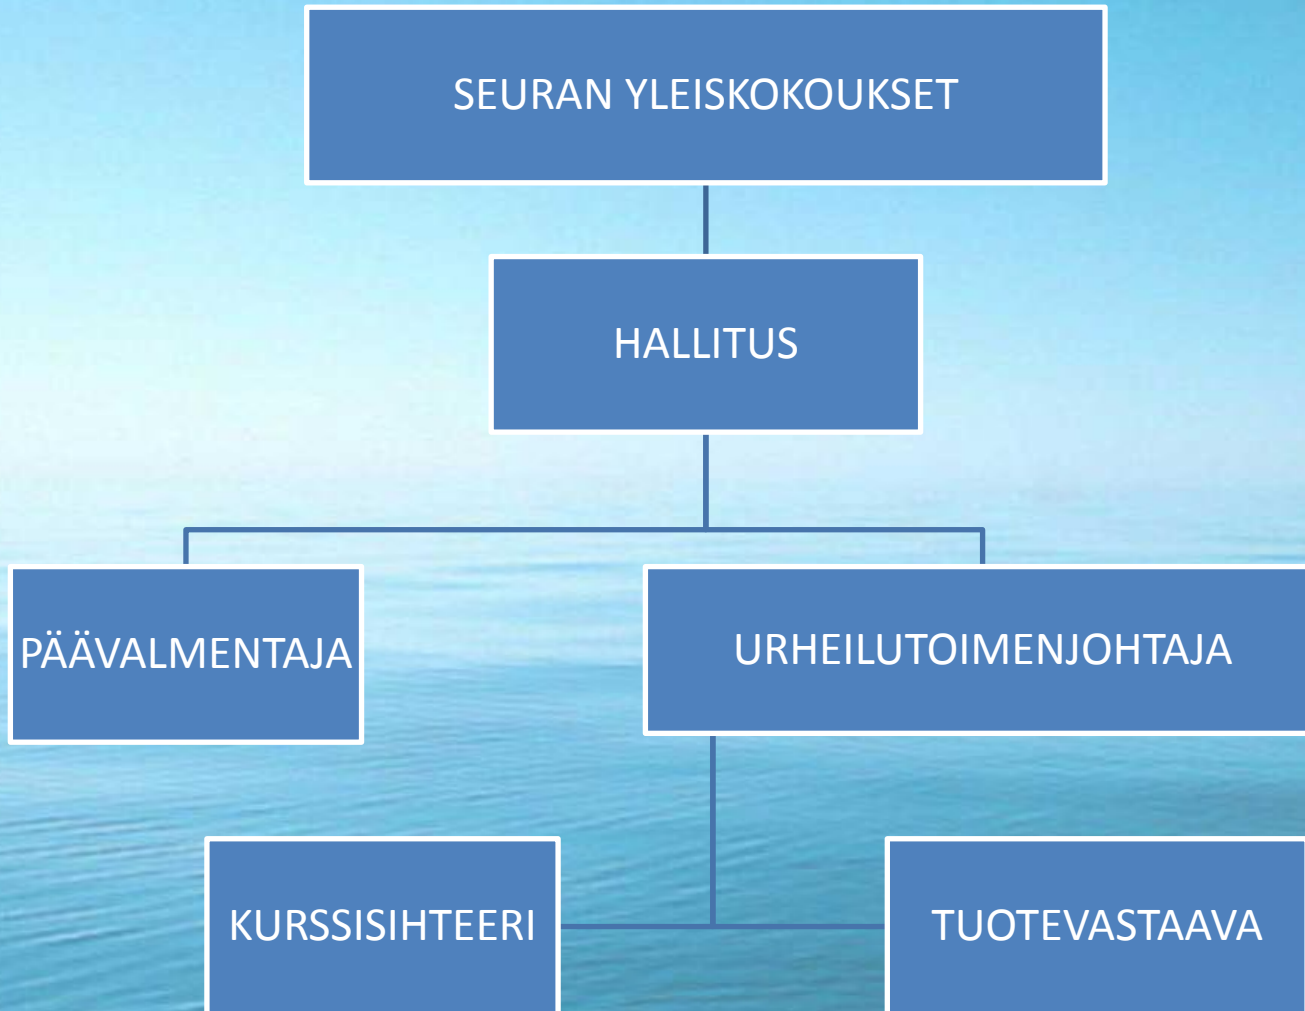 SEURAN YLEISKOKOUKSET
HALLITUS
PÄÄVALMENTAJA
URHEILUTOIMENJOHTAJA
KURSSISIHTEERI
TUOTEVASTAAVA